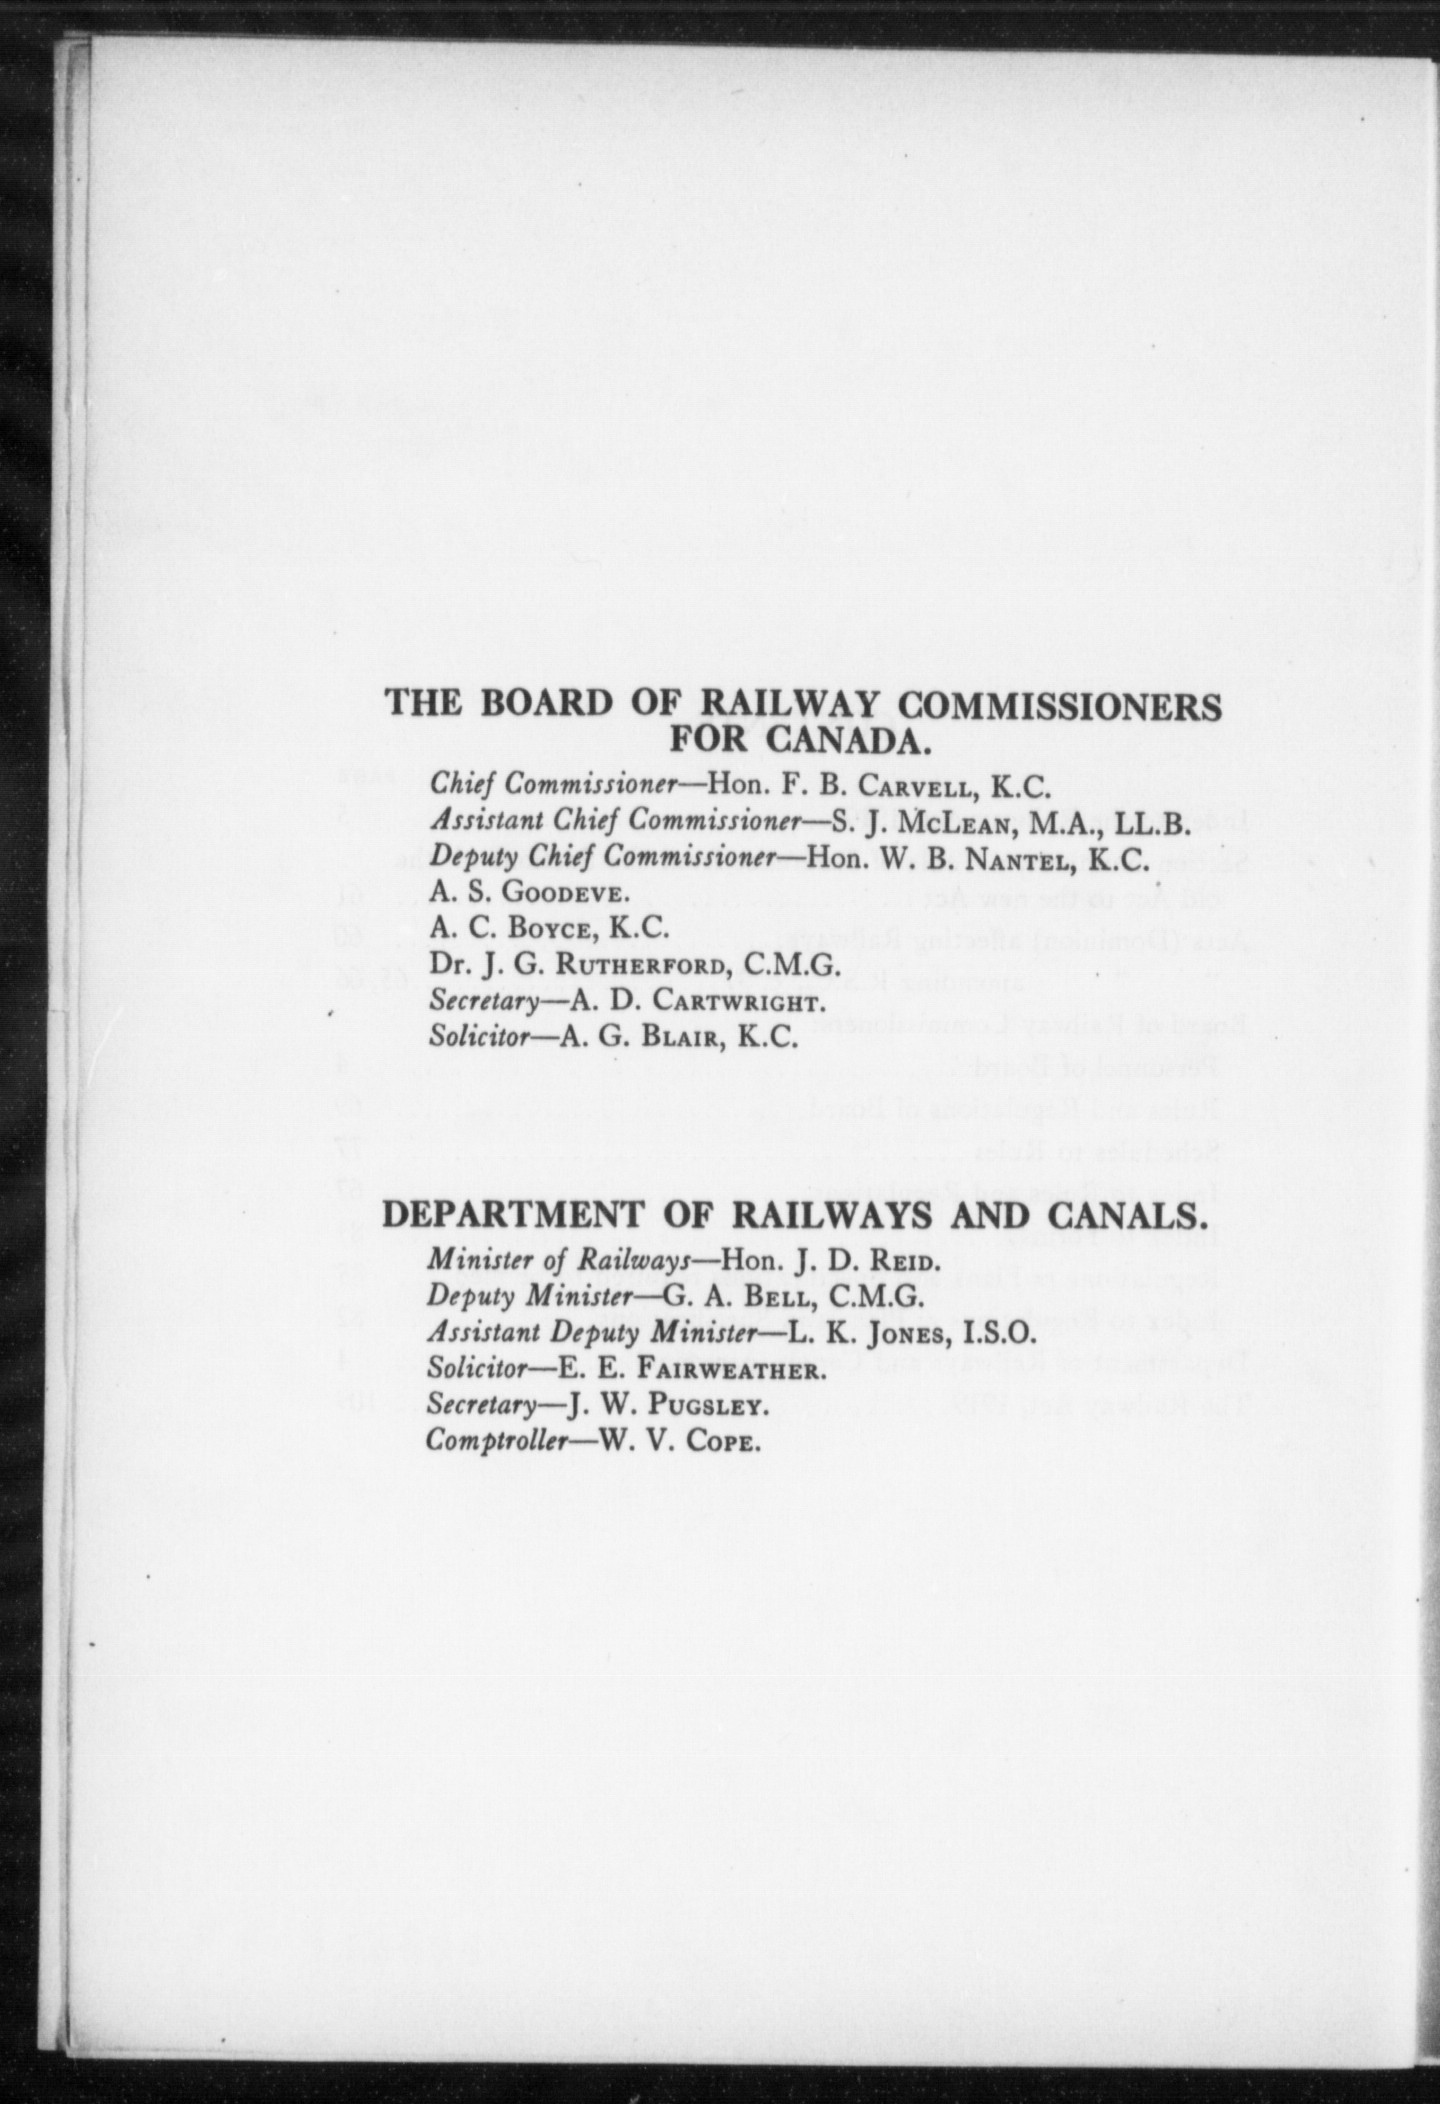 THE BOARD OF RAILWAY COMMISSIONERS
FOR CANADA.
Chief Commissioner—Hon. F. B. CARVELL, K.C.
Assistant Chief Commissioner—S. J. MCLEAN, M.A., LL.B.
Deputy Chief Commissioner—Hon. W. B. NANTEL, K.C.
A. S. GOODEVE.
A. C. BOYCE, K.C.
Dr. J. G. RUTHERFORD, C.M.G.
Secretary—A. D. CARTWRIGHT.
Solicitor—A. G. BLAIR, K.C.
DEPARTMENT OF RAILWAYS AND CANALS.
Minister of Railways—Hon. J. D. REID.
Deputy Minister—G. A. BELL, C.M.G.
Assistant Deputy Minister—L. K. JONES, I.S.O.
Solicitor—E. E. FAIRWEATHER.
Secretary—J. W. PUGSLEY.
Comptroller—W. V. COPE.